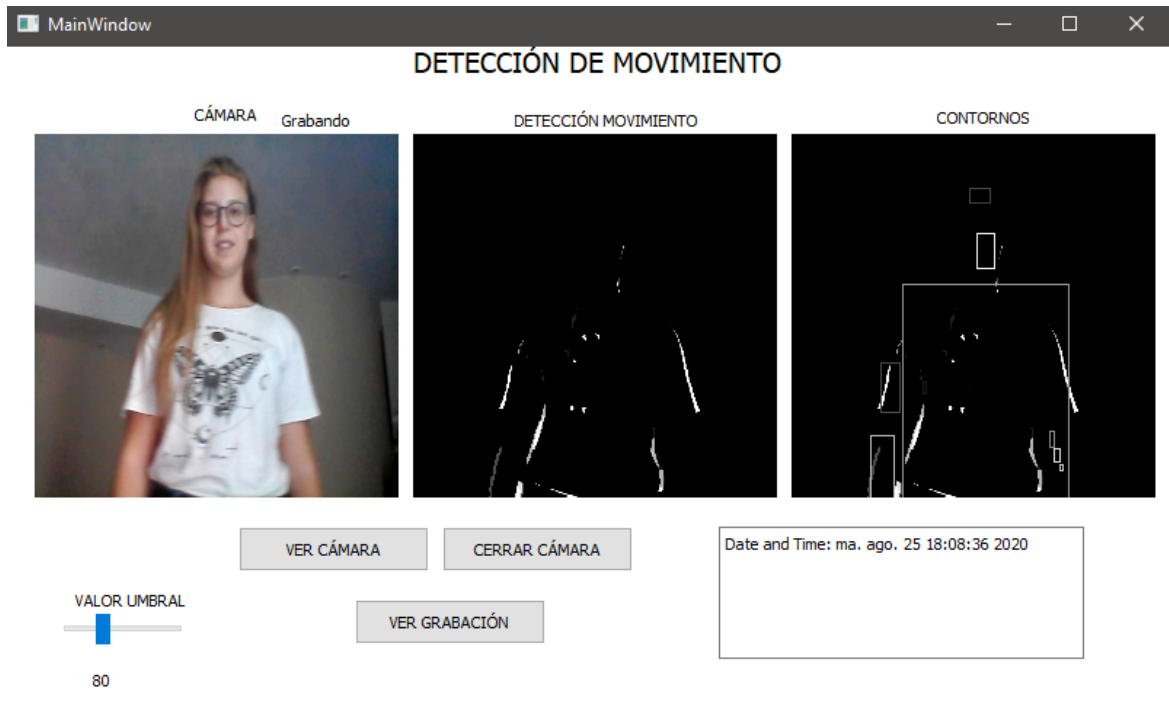 MainWindow
DETECCIÓN DE MOVIMIENTO
CÁMARA
Grabando
DETECCIÓN MOVIMIENTO
CONTORNOS
VER CÁMARA
CERRAR CÁMARA
Date and Time: ma. ago. 25 18:08:36 2020
VALOR UMBRAL
VER GRABACIÓN
80